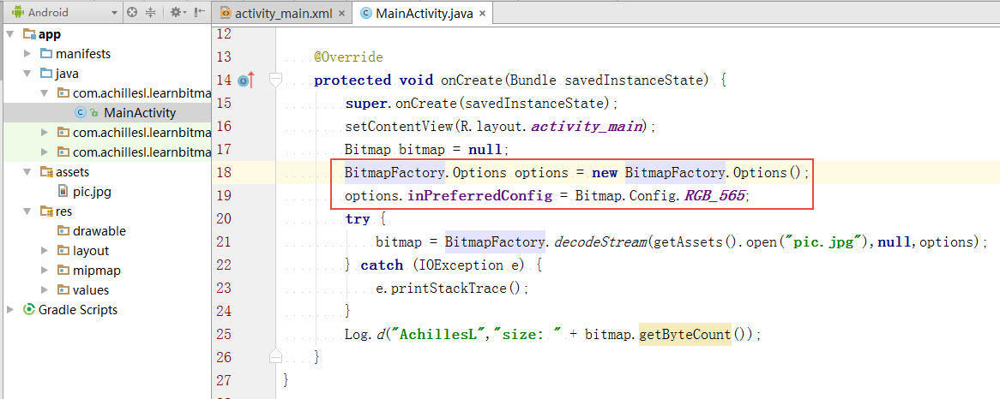 Android
activity_main.xml
MainActivity.java
app
manifests
java
com.achillesl.learnbitma
MainActivity
com.achillesl.learnbitma
com.achillesl.learnbitma
assets
pic.jpg
res
drawable
layout
mipmap
values
Gradle Scripts
12
13 @Override
14 protected void onCreate(Bundle savedInstanceState) {
15 super.onCreate(savedInstanceState);
16 setContentView(R.layout.activity_main);
17 Bitmap bitmap = null;
18 BitmapFactory.Options options = new BitmapFactory.Options();
19 options.inPreferredConfig = Bitmap.Config.RGB_565;
20 try {
21 bitmap = BitmapFactory.decodeStream(getAssets().open("pic.jpg"),null,options);
22 } catch (IOException e) {
23 e.printStackTrace();
24 }
25 Log.d("AchillesL","size: " + bitmap.getByteCount());
26 }
27 }